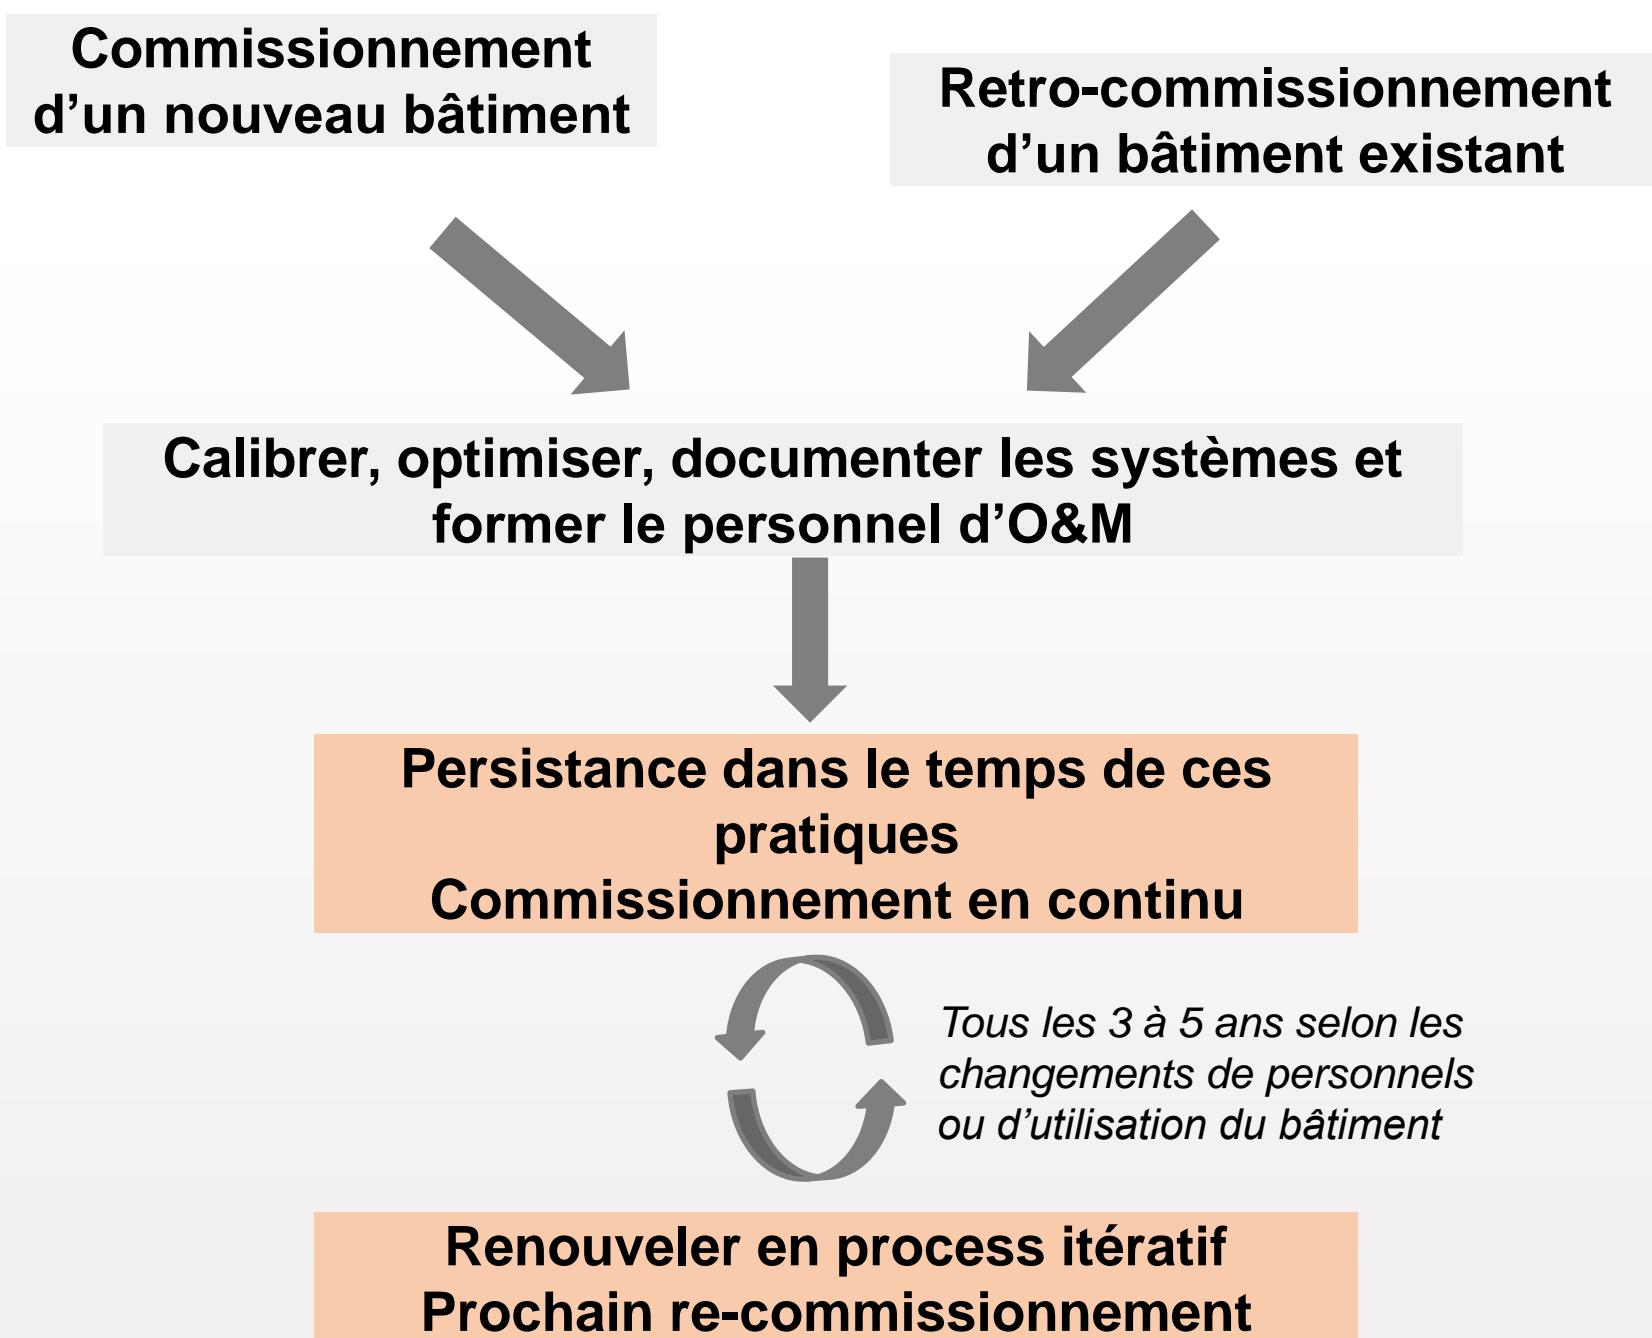 Commissionnement
d’un nouveau bâtiment
Retro-commissionnement
d’un bâtiment existant
Calibrer, optimiser, documenter les systèmes et
former le personnel d’O&M
Persistance dans le temps de ces
pratiques
Commissionnement en continu
Tous les 3 à 5 ans selon les
changements de personnels
ou d’utilisation du bâtiment
Renouveler en process itératif
Prochain re-commissionnement